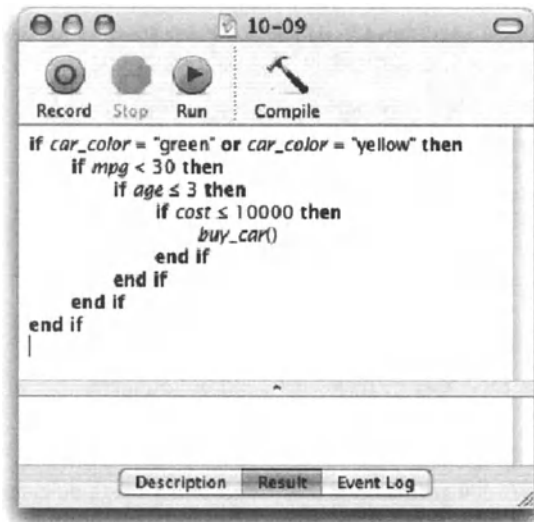 10-09
Record Stop Run Compile
if car_color = "green" or car_color = "yellow" then
if mpg < 30 then
if age ≤ 3 then
if cost ≤ 10000 then
buy_car()
end if
end if
end if
end if
Description Result Event Log